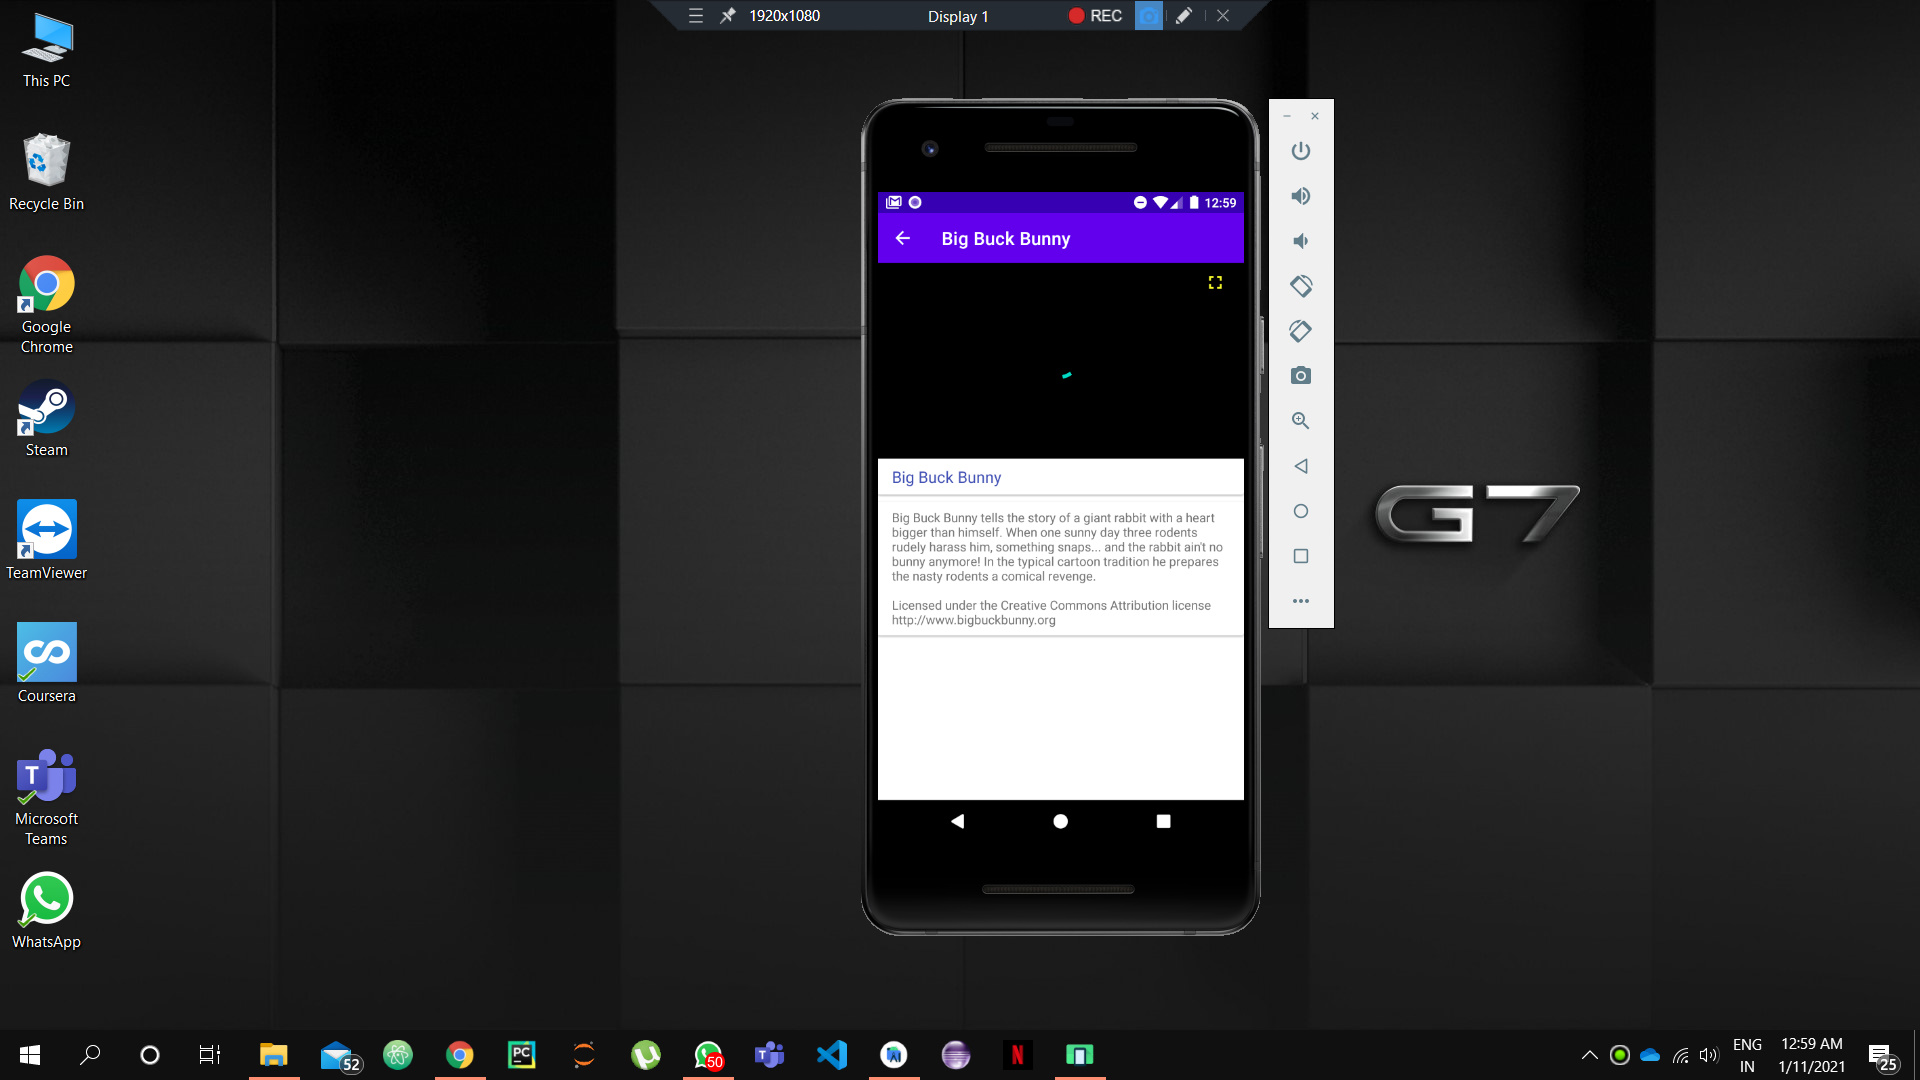 1920x1080
Display 1
REC
This PC
Recycle Bin
Google
Chrome
Steam
TeamViewer
Coursera
T
Microsoft
Teams
WhatsApp
12:59
Big Buck Bunny
Big Buck Bunny
Big Buck Bunny tells the story of a giant rabbit with a heart
bigger than himself. When one sunny day three rodents
rudely harass him, something snaps... and the rabbit ain't no
bunny anymore! In the typical cartoon tradition he prepares
the nasty rodents a comical revenge.
Licensed under the Creative Commons Attribution license
http://www.bigbuckbunny.org
G7
52
PC
50
N
ENG
IN
12:59 AM
1/11/2021
25